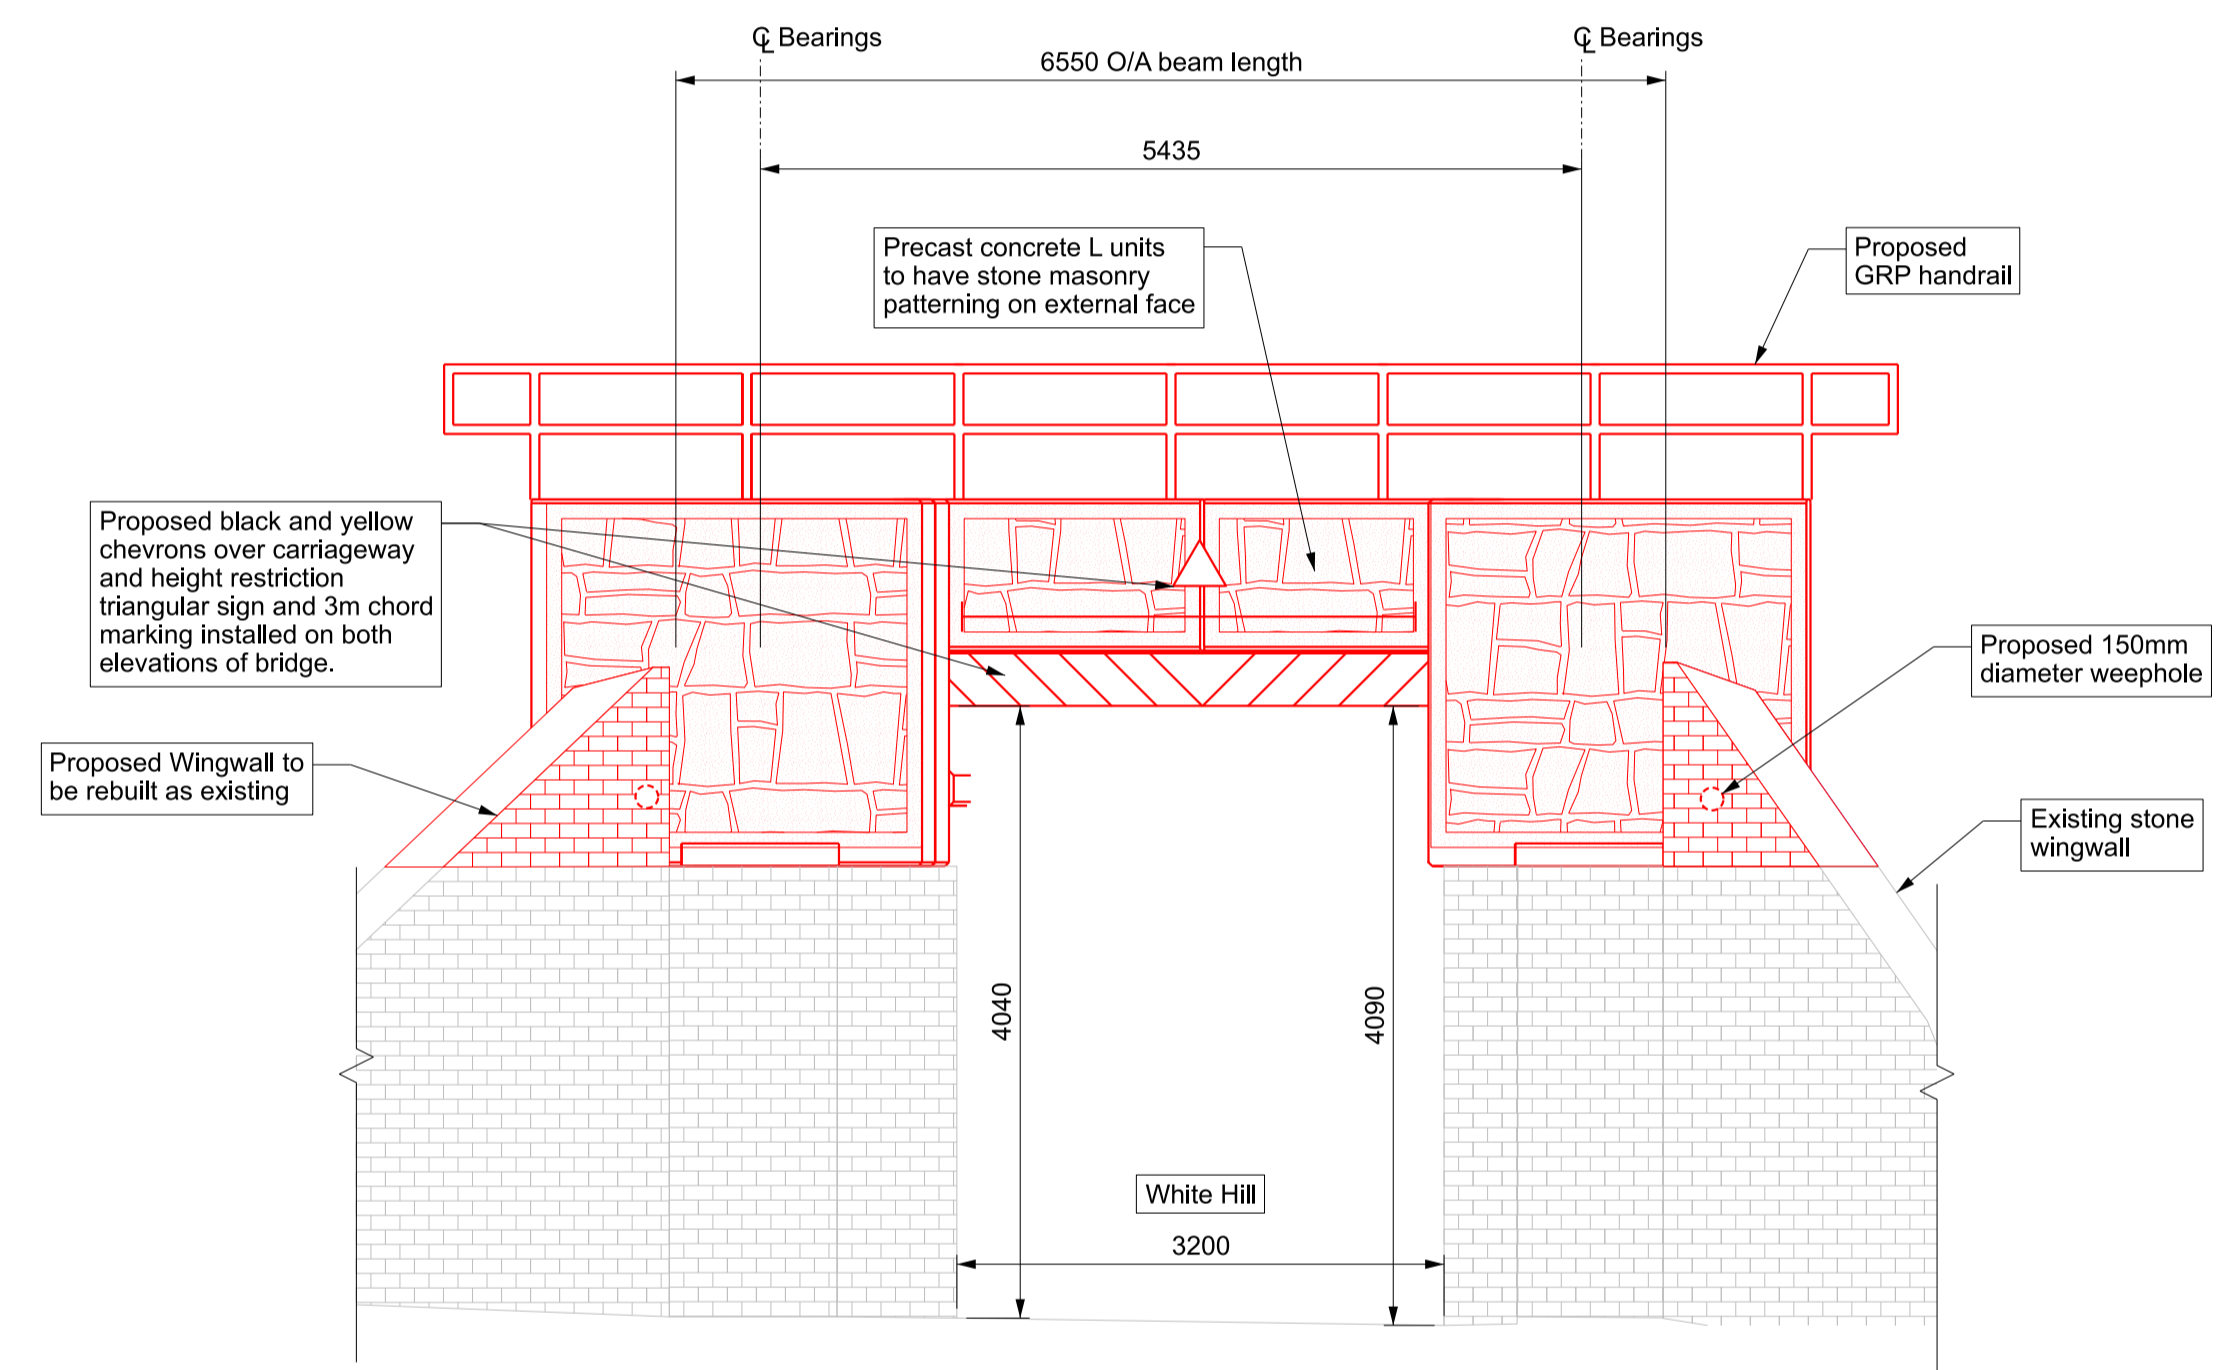 ℄ Bearings
℄ Bearings
6550 O/A beam length
5435
Precast concrete L units
to have stone masonry
patterning on external face
Proposed
GRP handrail
Proposed black and yellow
chevrons over carriageway
and height restriction
triangular sign and 3m chord
marking installed on both
elevations of bridge.
Proposed 150mm
diameter weephole
Proposed Wingwall to
be rebuilt as existing
Existing stone
wingwall
4040
4090
White Hill
3200